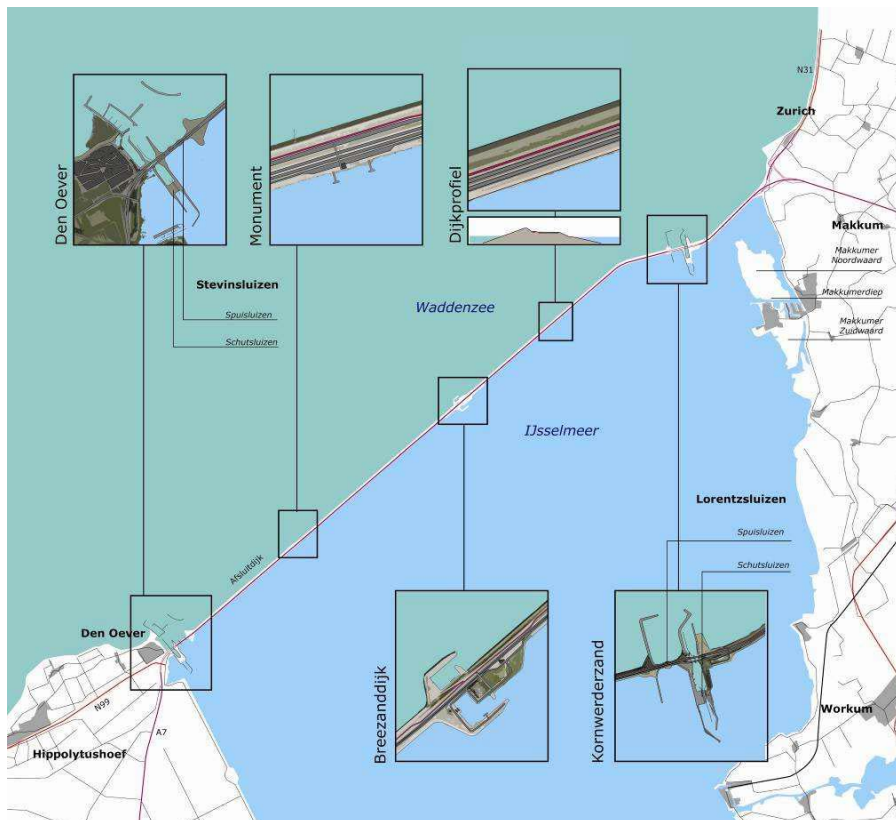 N31
Zurich
Den Oever
Monument
Dijkprofiel
Makkum
Makkumer
Noordwaard
Stevinsluizen
Makkumerdiep
Waddenzee
Spuisluizen
Makkumer
Zuidwaard
Schutsluizen
IJsselmeer
Lorentzsluizen
Spuisluizen
Afsluitdijk
Schutsluizen
Den Oever
Breezanddijk
Kornwerderzand
N99
Workum
A7
Hippolytushoef